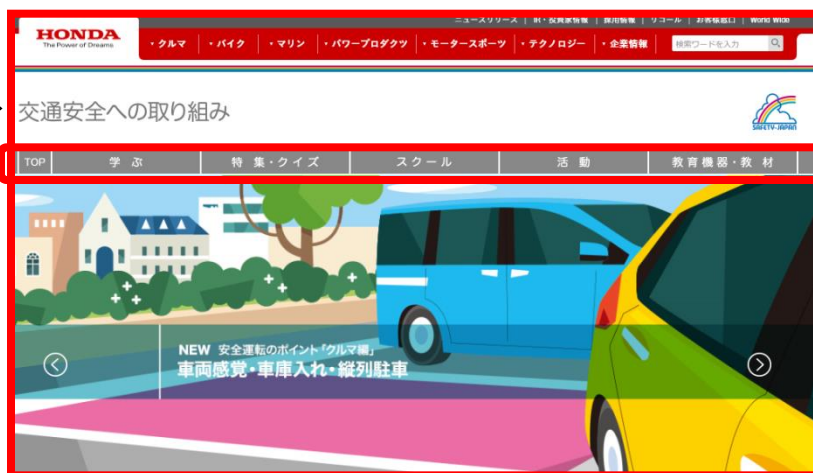 ニュースリリース | IR・投資家情報 | 採用情報 | リコール | お客様窓口 | World Wide
HONDA
The Power of Dreams
・クルマ ・バイク ・マリン ・パワープロダクツ ・モータースポーツ ・テクノロジー ・企業情報
検索ワードを入力
交通安全への取り組み
SAFETY-JAPAN
TOP 学ぶ 特集・クイズ スクール 活動 教育機器・教材
NEW 安全運転のポイント「クルマ編」
車両感覚・車庫入れ・縦列駐車